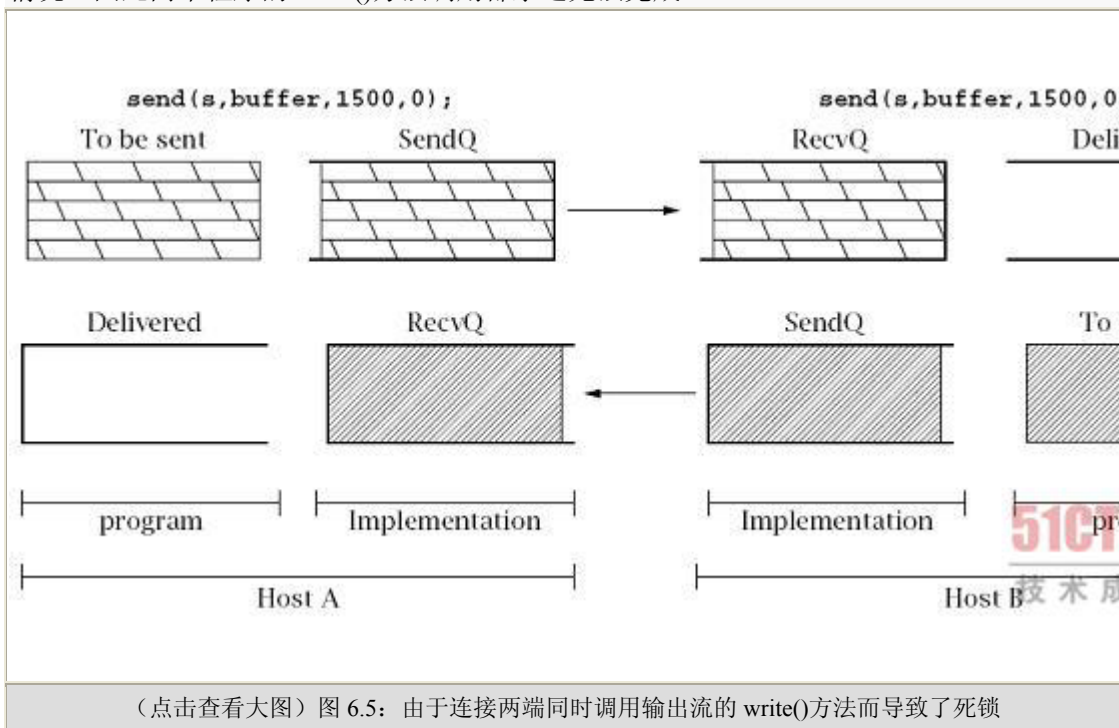 send(s,buffer,1500,0);
send(s,buffer,1500,0
To be sent
SendQ
RecvQ
Deli
Delivered
RecvQ
SendQ
To
program
Implementation
Implementation
pr
51CT
Host A
Host B
技 术 成
（点击查看大图）图 6.5：由于连接两端同时调用输出流的 write()方法而导致了死锁